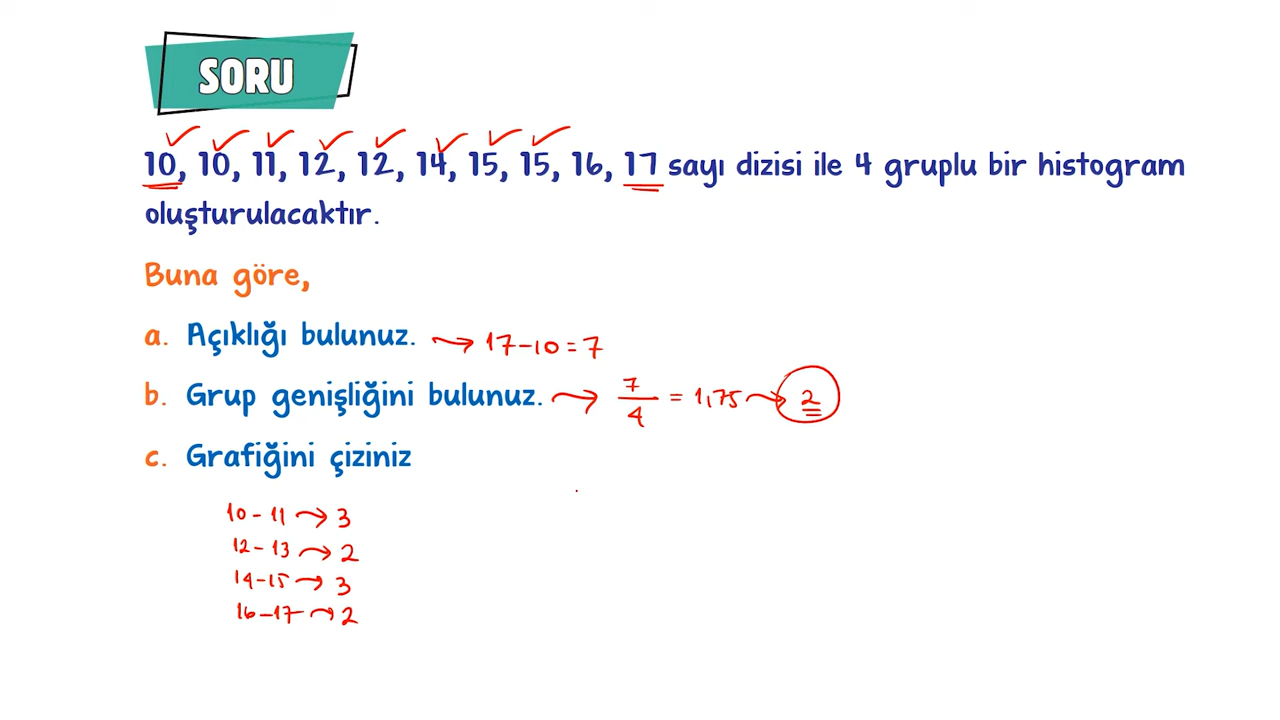 SORU
10, 10, 11, 12, 12, 14, 15, 15, 16, 17 sayı dizisi ile 4 gruplu bir histogram
oluşturulacaktır.
Buna göre,
a. Açıklığı bulunuz. → 17-10=7
b. Grup genişliğini bulunuz. → 7/4 = 1,75 → 2
c. Grafiğini çiziniz
10-11 → 3
12-13 → 2
14-15 → 3
16-17 → 2